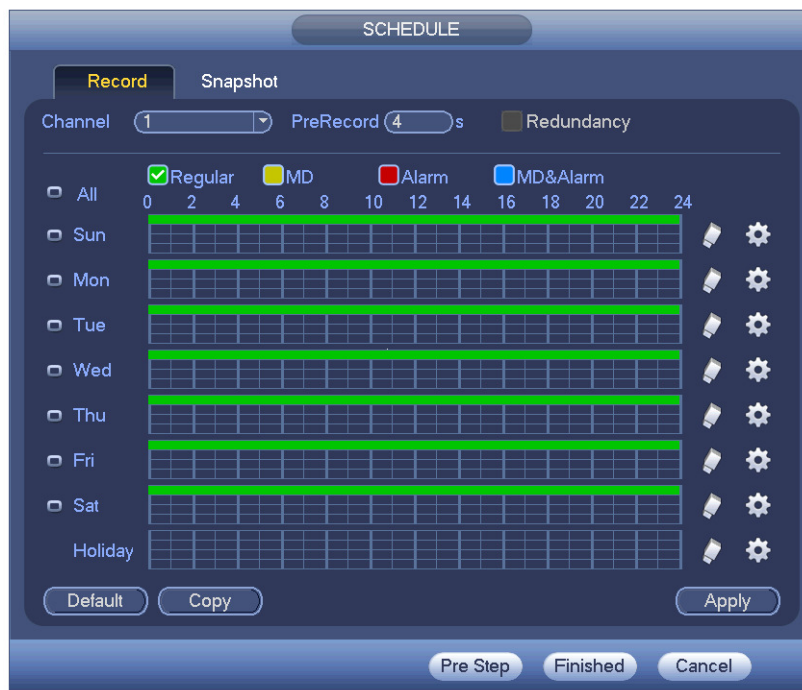 SCHEDULE
Record Snapshot
Channel 1 PreRecord 4 s Redundancy
Regular MD Alarm MD&Alarm
All
0 2 4 6 8 10 12 14 16 18 20 22 24
Sun
Mon
Tue
Wed
Thu
Fri
Sat
Holiday
Default Copy Apply
Pre Step Finished Cancel